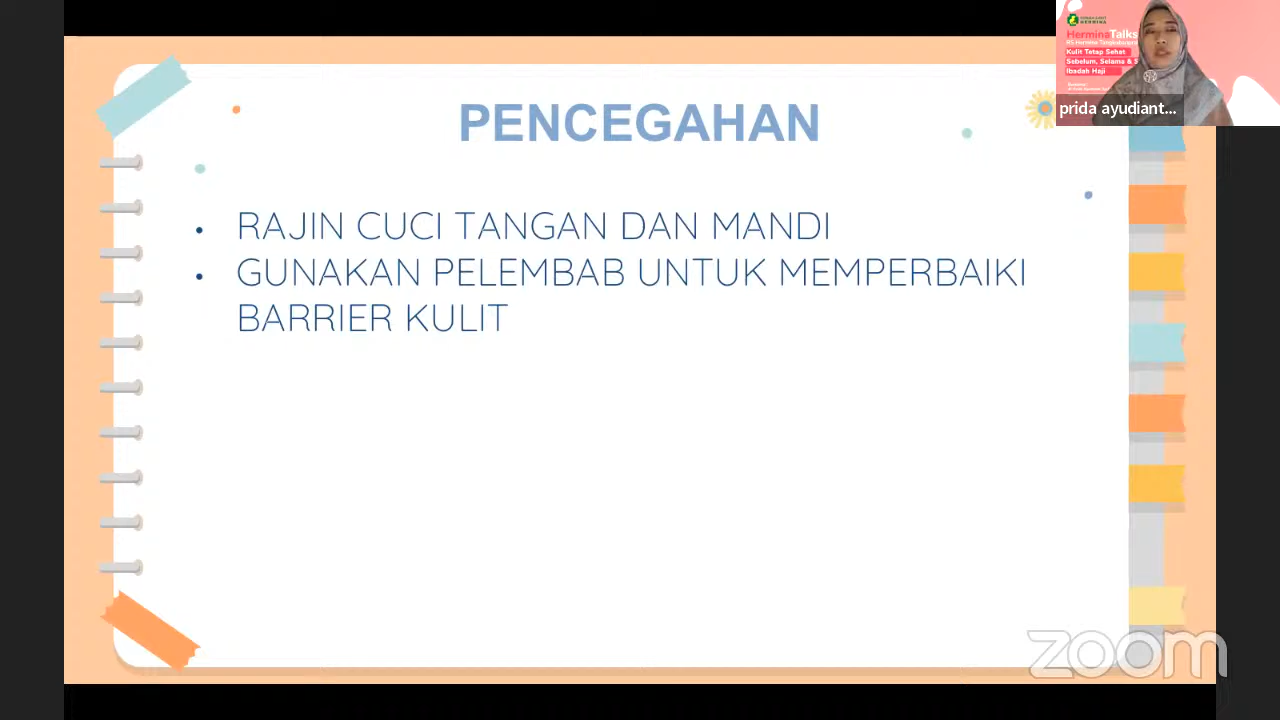 PENCEGAHAN
• RAJIN CUCI TANGAN DAN MANDI
• GUNAKAN PELEMBAB UNTUK MEMPERBAIKI
BARRIER KULIT
HERMINA
HerminaTalks
Kulit Tetap Sehat
Sebelum, Selama & S
Ibadah Haji
prida ayudiant...
zoom